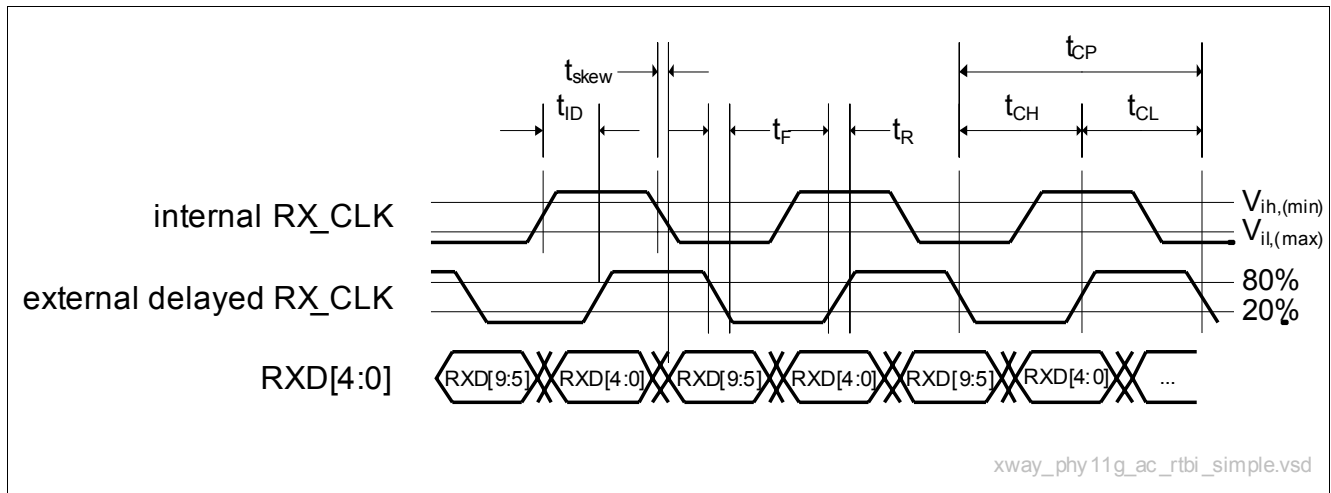 tCP
tskew
tID
tF
tR
tCH
tCL
internal RX_CLK
Vih,(min)
Vil,(max)
external delayed RX_CLK
80%
20%
RXD[4:0]
RXD[9:5]
RXD[4:0]
RXD[9:5]
RXD[4:0]
RXD[9:5]
RXD[4:0]
...
xway_phy11g_ac_rtbi_simple.vsd